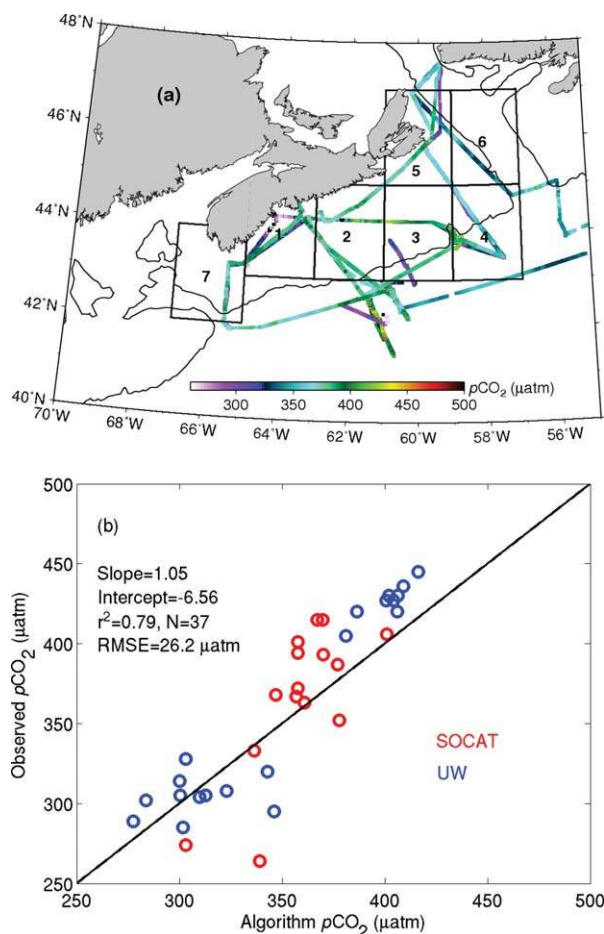 48°N
(a)
46°N
6
5
44°N
1
2
3
4
7
42°N
pCO2 (µatm)
40°N
300
350
400
450
500
70°W
68°W
66°W
64°W
62°W
60°W
58°W
56°W
500
(b)
450
Slope=1.05
Intercept=-6.56
r²=0.79, N=37
RMSE=26.2 µatm
400
Observed pCO2 (µatm)
350
SOCAT
UW
300
250
250
300
350
400
450
500
Algorithm pCO2 (µatm)